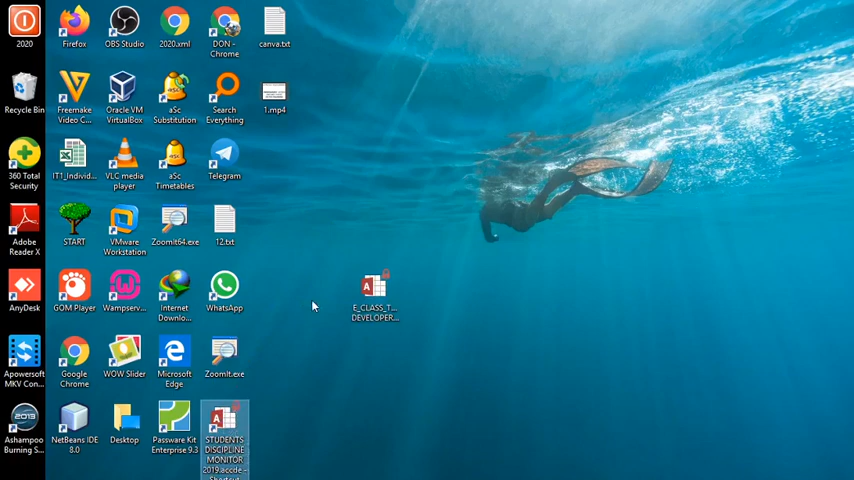 2020
Firefox
OBS Studio
2020.xml
DON -
Chrome
canva.txt
Recycle Bin
Freemake
Video C...
Oracle VM
VirtualBox
aSc
Substitution
Search
Everything
1.mp4
360 Total
Security
IT1_Individ...
VLC media
player
aSc
Timetables
Telegram
Adobe
Reader X
START
VMware
Workstation
Zoomit64.exe
12.txt
AnyDesk
GOM Player
Wampserv...
Internet
Downlo...
WhatsApp
E_CLASS_T...
DEVELOPER...
Apowersoft
MKV Con...
Google
Chrome
WOW Slider
Microsoft
Edge
ZoomIt.exe
2013
Ashampoo
Burning S...
NetBeans IDE
8.0
Desktop
Passware Kit
Enterprise 9.3
STUDENTS
DISCIPLINE
MONITOR
2019.accde -
Shortcut